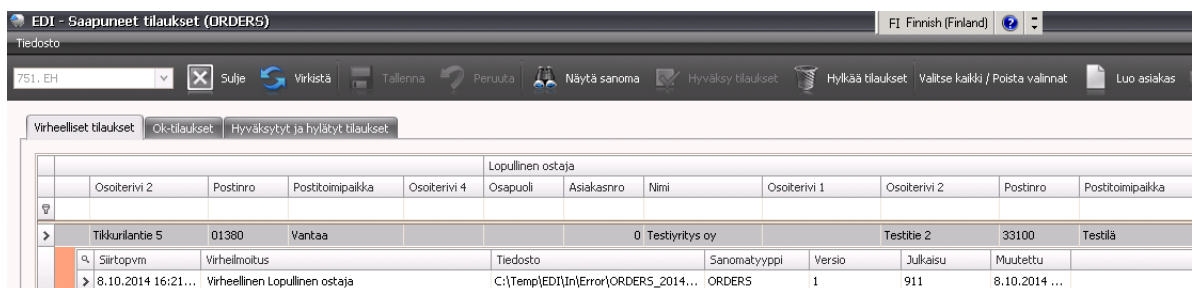 EDI - Saapuneet tilaukset (ORDERS) FI Finnish (Finland)
Tiedosto
751. EH Sulje Virkistä Tallenna Peruuta Näytä sanoma Hyväksy tilaukset Hylkää tilaukset Valitse kaikki / Poista valinnat Luo asiakas
Virheelliset tilaukset Ok-tilaukset Hyväksytyt ja hylätyt tilaukset
Lopullinen ostaja
Osoiterivi 2 Postinro Postitoimipaikka Osoiterivi 4 Osapuoli Asiakasnro Nimi Osoiterivi 1 Osoiterivi 2 Postinro Postitoimipaikka
Tikkurilantie 5 01380 Vantaa 0 Testiyritys oy Testitie 2 33100 Testilä
Siirtopvm Virheilmoitus Tiedosto Sanomatyyppi Versio Julkaisu Muutettu
8.10.2014 16:21... Virheellinen Lopullinen ostaja C:\Temp\EDI\In\Error\ORDERS_2014... ORDERS 1 911 8.10.2014 ...